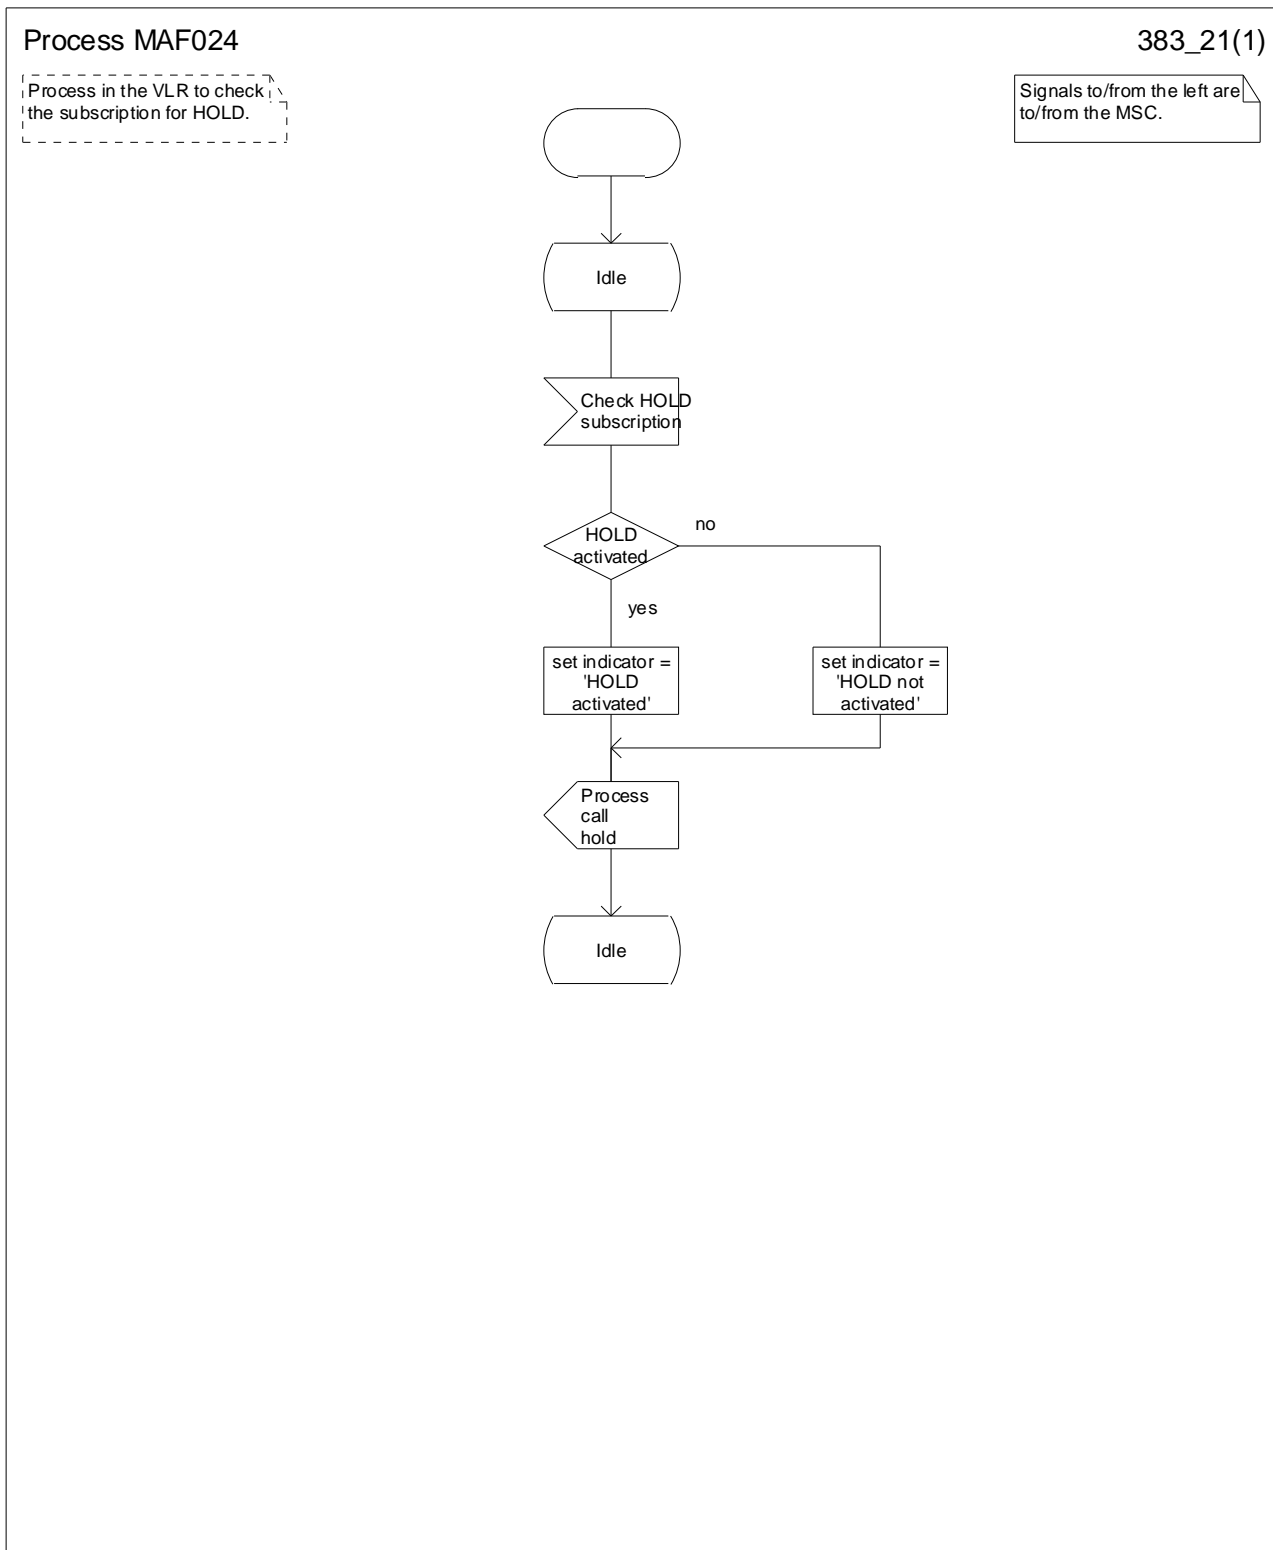 Process MAF024
383_21(1)
Process in the VLR to check
the subscription for HOLD.
Signals to/from the left are
to/from the MSC.
Idle
Check HOLD
subscription
HOLD
activated
no
yes
set indicator =
'HOLD
activated'
set indicator =
'HOLD not
activated'
Process
call
hold
Idle